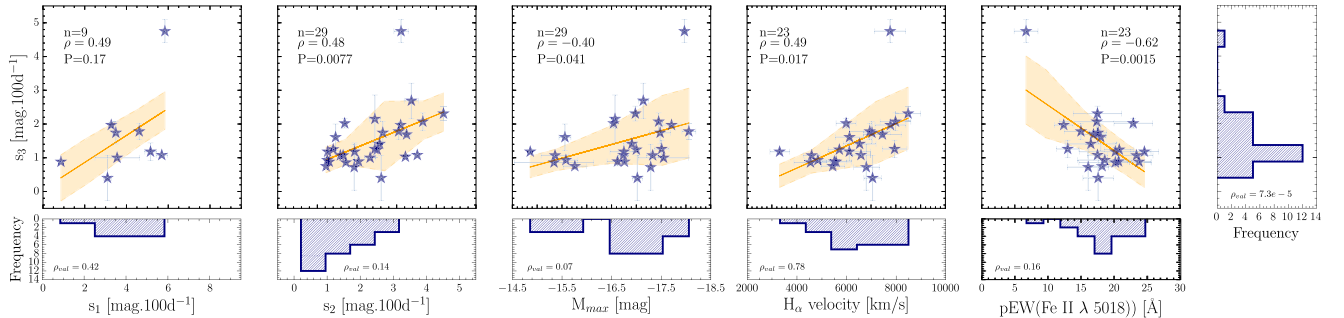 n=9
ρ = 0.49
P=0.17
n=29
ρ = 0.48
P=0.0077
n=29
ρ = −0.40
P=0.041
n=23
ρ = 0.49
P=0.017
n=23
ρ = −0.62
P=0.0015
5
4
3
2
1
0
s₃ [mag.100d⁻¹]
ρval = 7.3e − 5
0 2 4 6 8 10 12 14
Frequency
0
2
4
6
8
10
12
14
Frequency
ρval = 0.42
ρval = 0.14
ρval = 0.07
ρval = 0.78
ρval = 0.16
0 2 4 6 8
0 1 2 3 4 5
−14.5 −15.5 −16.5 −17.5 −18.5
2000 4000 6000 8000 10000
0 5 10 15 20 25 30
s₁ [mag.100d⁻¹]
s₂ [mag.100d⁻¹]
Mmax [mag]
Hα velocity [km/s]
pEW(Fe II λ 5018)) [Å]